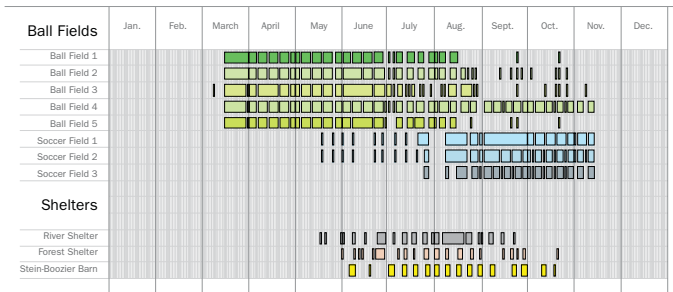 Ball Fields Jan. Feb. March April May June July Aug. Sept. Oct. Nov. Dec.
Ball Field 1
Ball Field 2
Ball Field 3
Ball Field 4
Ball Field 5
Soccer Field 1
Soccer Field 2
Soccer Field 3
Shelters
River Shelter
Forest Shelter
Stein-Boozier Barn